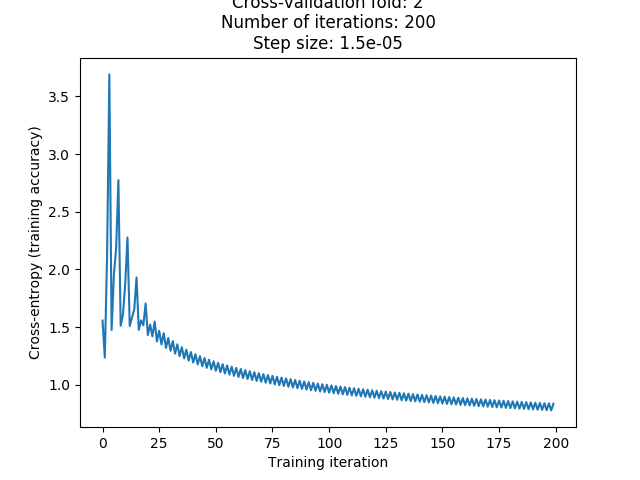 Cross-validation fold: 2
Number of iterations: 200
Step size: 1.5e-05
3.5
3.0
2.5
2.0
1.5
1.0
Cross-entropy (training accuracy)
0 25 50 75 100 125 150 175 200
Training iteration